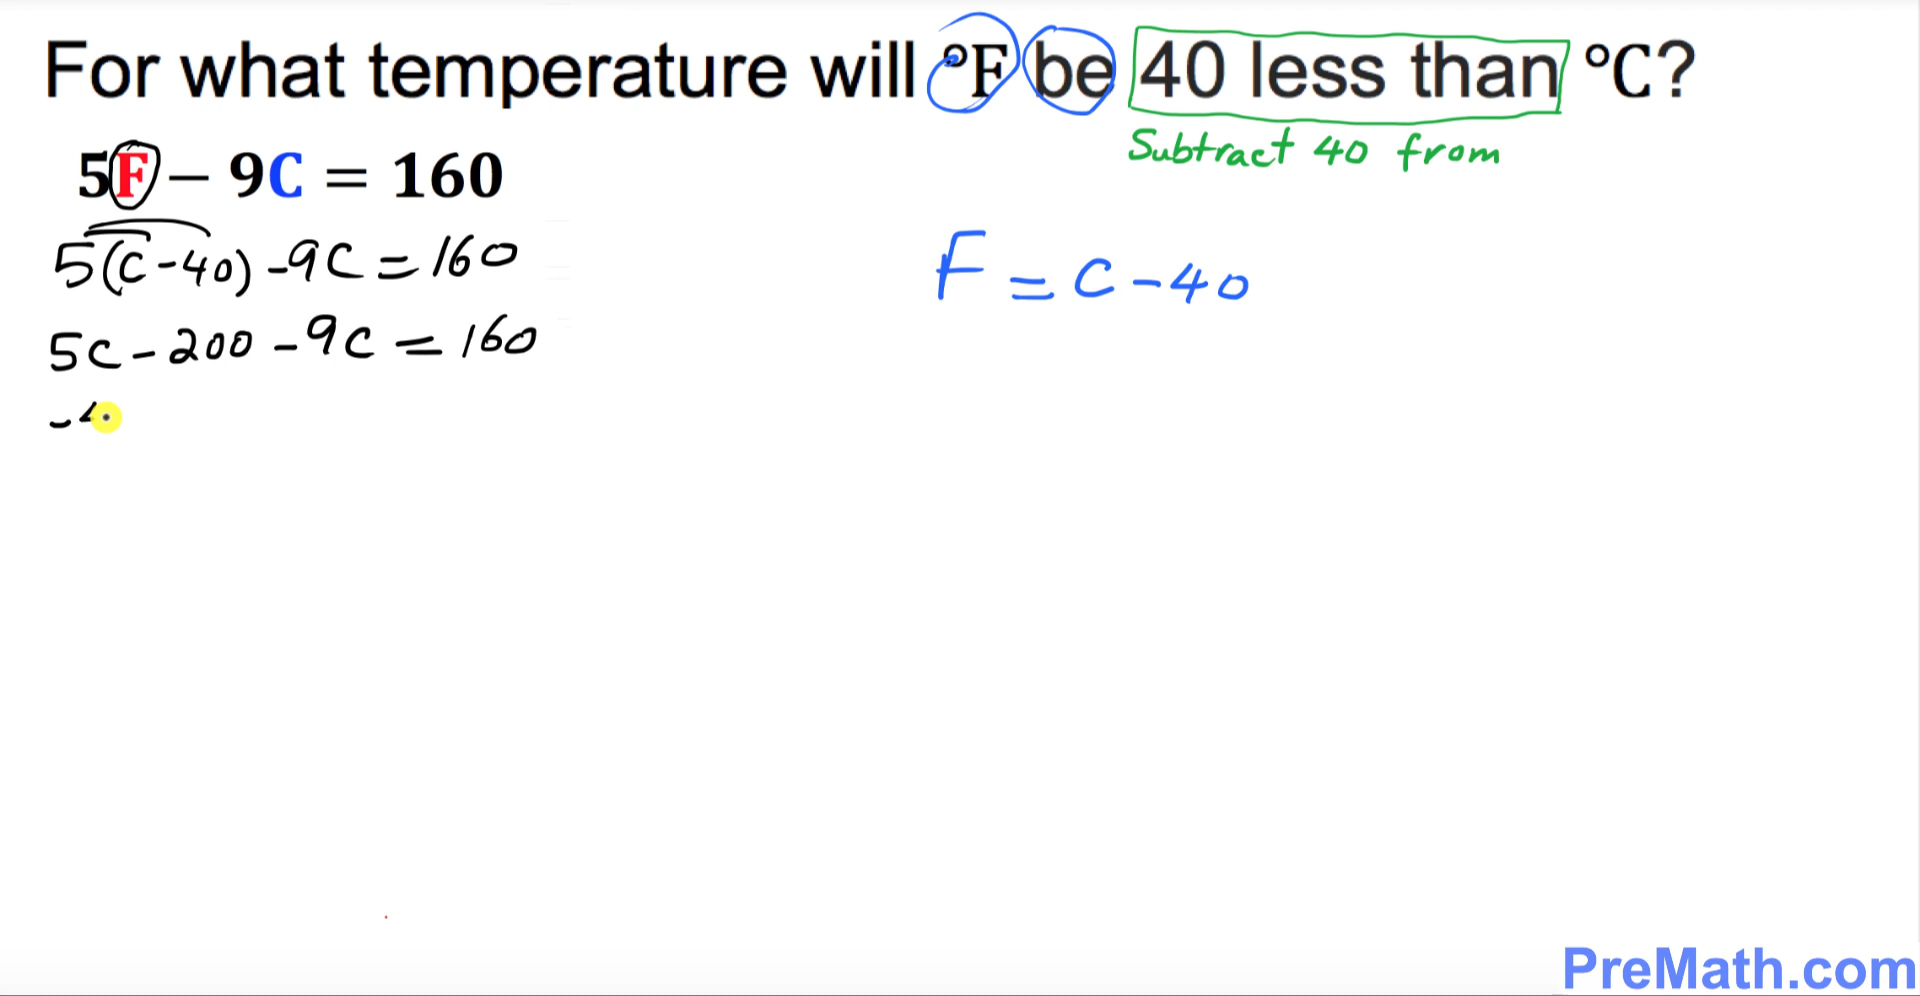 For what temperature will °F be 40 less than °C?
Subtract 40 from
5F − 9C = 160
5(C-40) -9C = 160
F = C -40
5C - 200 - 9C = 160
-4
PreMath.com